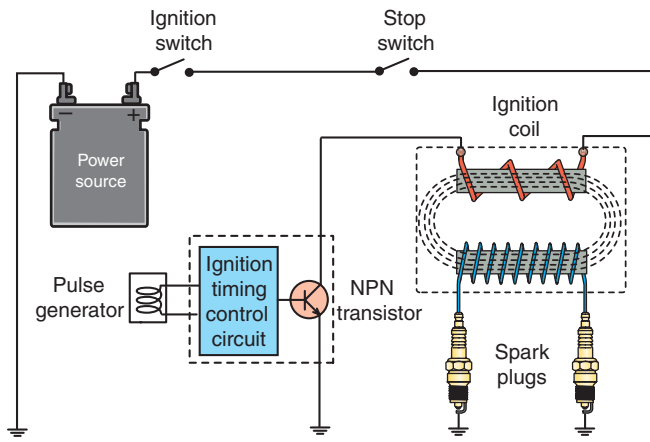 Ignition
switch
Stop
switch
− +
Power
source
Ignition
coil
Pulse
generator
Ignition
timing
control
circuit
NPN
transistor
Spark
plugs